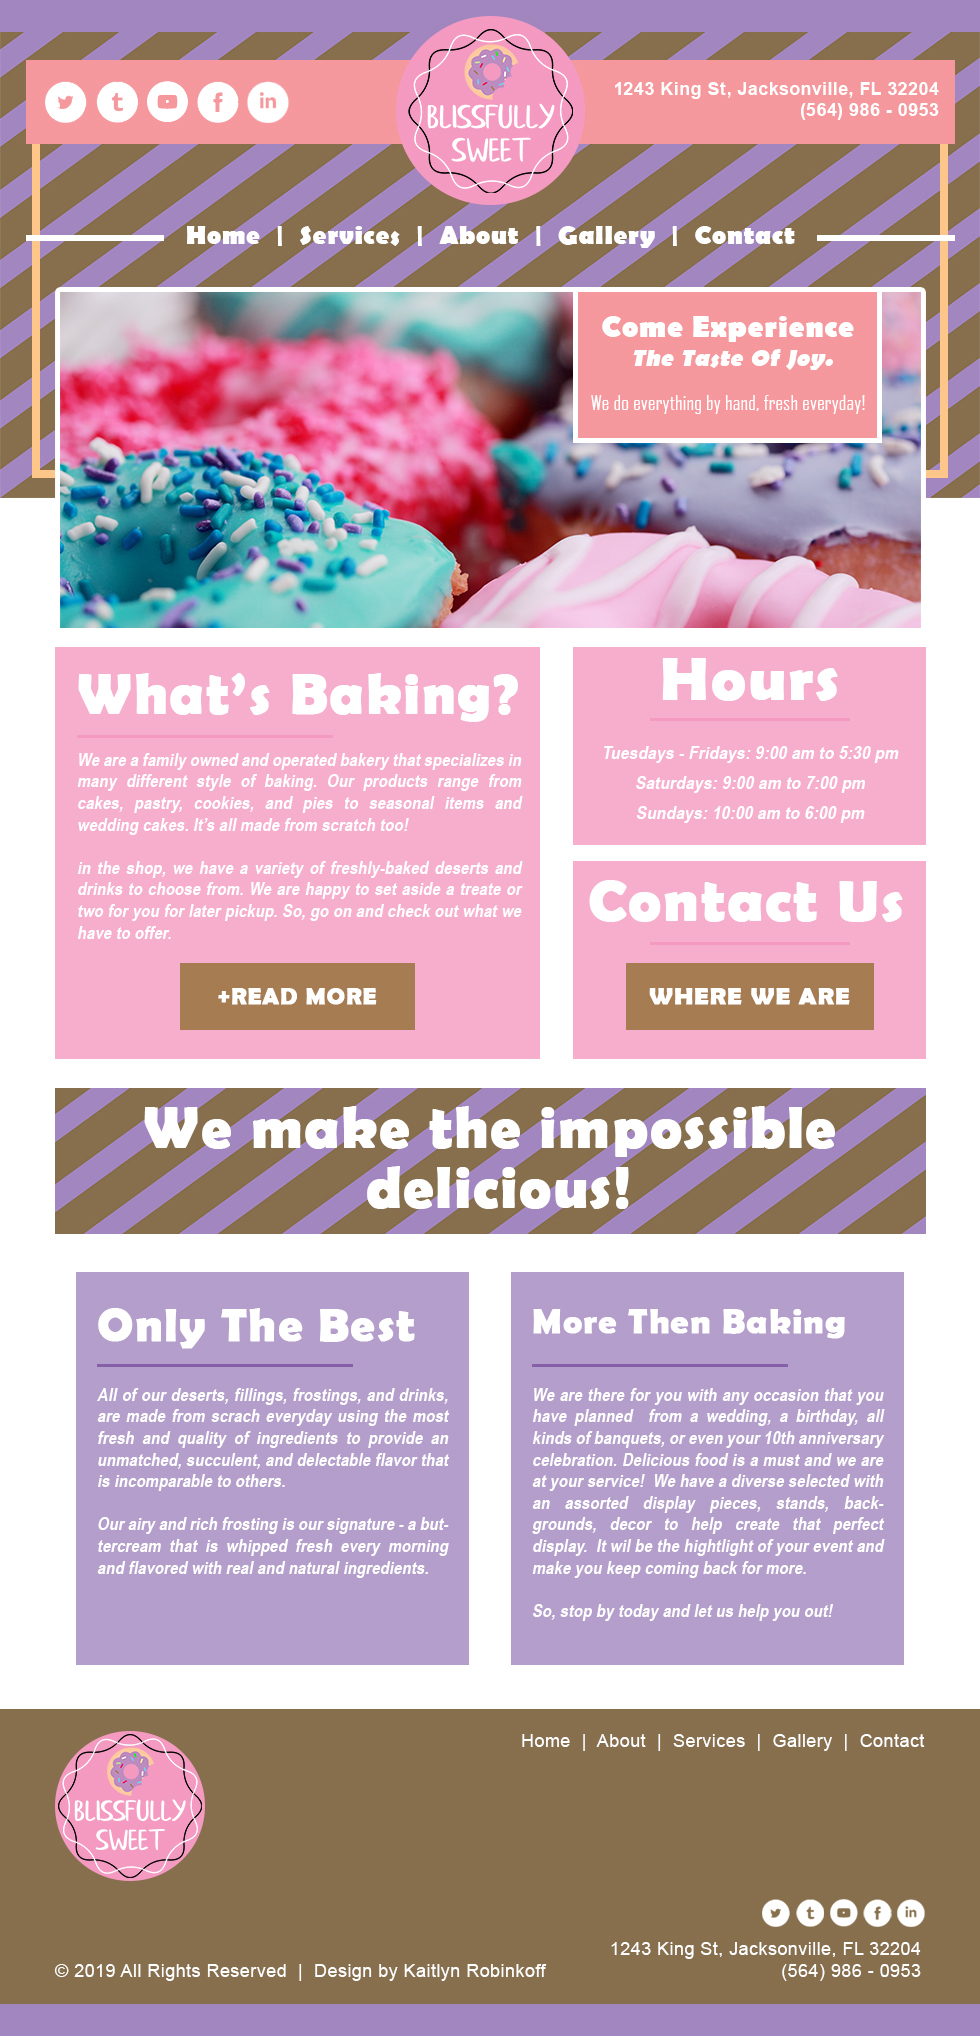 BLISSFULLY
SWEET
1243 King St, Jacksonville, FL 32204
(564) 986 - 0953
Home | Services | About | Gallery | Contact
Come Experience
The Taste Of Joy.
We do everything by hand, fresh everyday!
What's Baking?
We are a family owned and operated bakery that specializes in
many different style of baking. Our products range from
cakes, pastry, cookies, and pies to seasonal items and
wedding cakes. It's all made from scratch too!
in the shop, we have a variety of freshly-baked deserts and
drinks to choose from. We are happy to set aside a treate or
two for you for later pickup. So, go on and check out what we
have to offer.
+READ MORE
Hours
Tuesdays - Fridays: 9:00 am to 5:30 pm
Saturdays: 9:00 am to 7:00 pm
Sundays: 10:00 am to 6:00 pm
Contact Us
WHERE WE ARE
We make the impossible
delicious!
Only The Best
All of our deserts, fillings, frostings, and drinks,
are made from scrach everyday using the most
fresh and quality of ingredients to provide an
unmatched, succulent, and delectable flavor that
is incomparable to others.
Our airy and rich frosting is our signature - a but-
tercream that is whipped fresh every morning
and flavored with real and natural ingredients.
More Then Baking
We are there for you with any occasion that you
have planned from a wedding, a birthday, all
kinds of banquets, or even your 10th anniversary
celebration. Delicious food is a must and we are
at your service! We have a diverse selected with
an assorted display pieces, stands, back-
grounds, decor to help create that perfect
display. It wil be the hightlight of your event and
make you keep coming back for more.
So, stop by today and let us help you out!
BLISSFULLY
SWEET
Home | About | Services | Gallery | Contact
1243 King St, Jacksonville, FL 32204
(564) 986 - 0953
© 2019 All Rights Reserved | Design by Kaitlyn Robinkoff